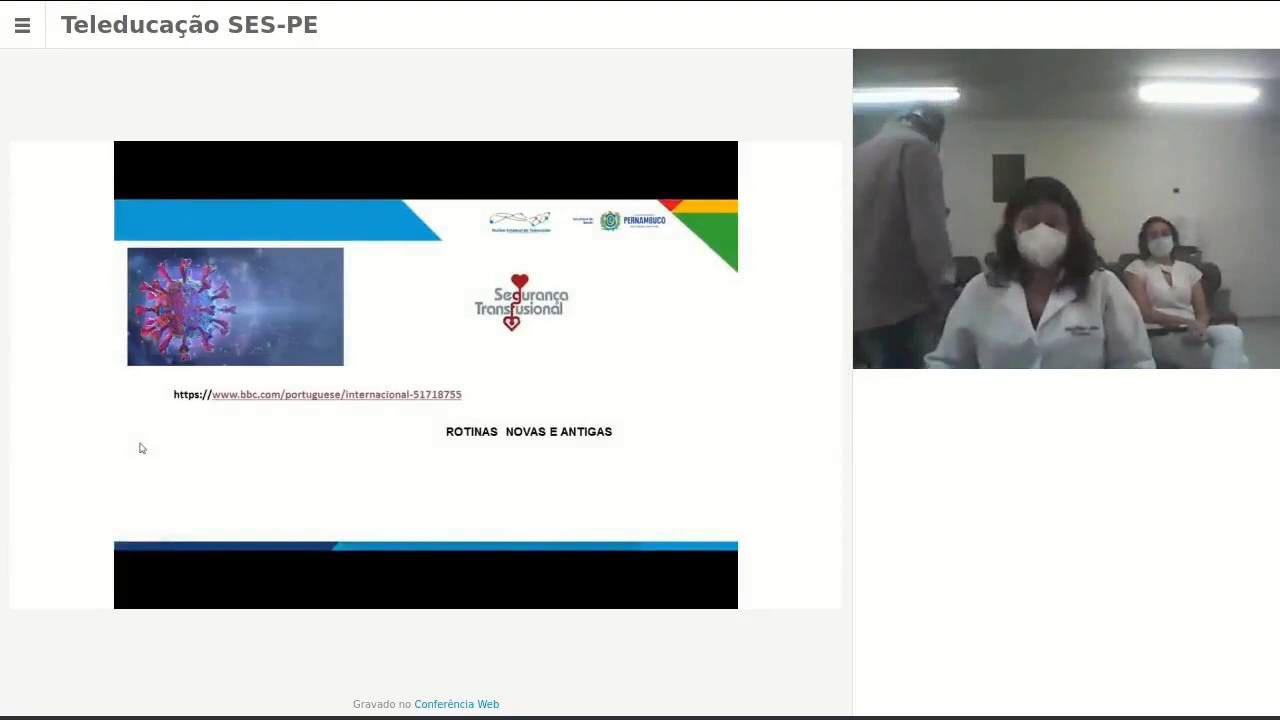 Teleducação SES-PE
PERNAMBUCO
Segurança
Transfusional
https://www.bbc.com/portuguese/internacional-51718755
ROTINAS NOVAS E ANTIGAS
Gravado no Conferência Web